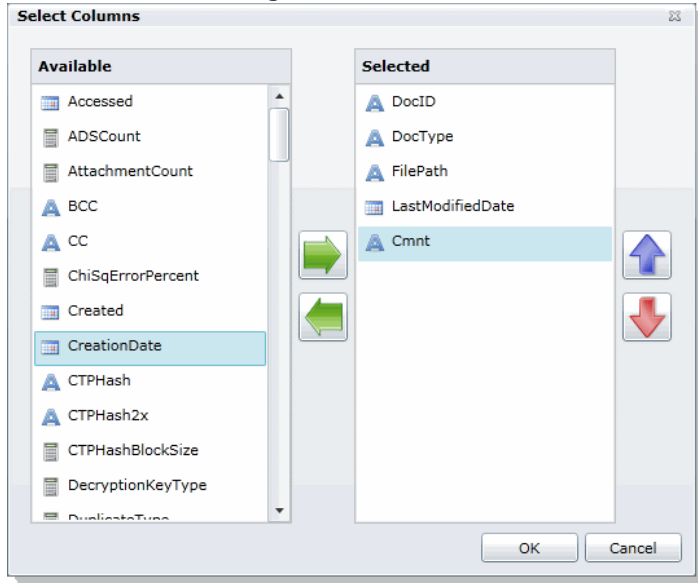 Select Columns
Available
Accessed
ADSCount
AttachmentCount
BCC
CC
ChiSqErrorPercent
Created
CreationDate
CTPHash
CTPHash2x
CTPHashBlockSize
DecryptionKeyType
DuplicateType
Selected
DocID
DocType
FilePath
LastModifiedDate
Cmnt
OK Cancel